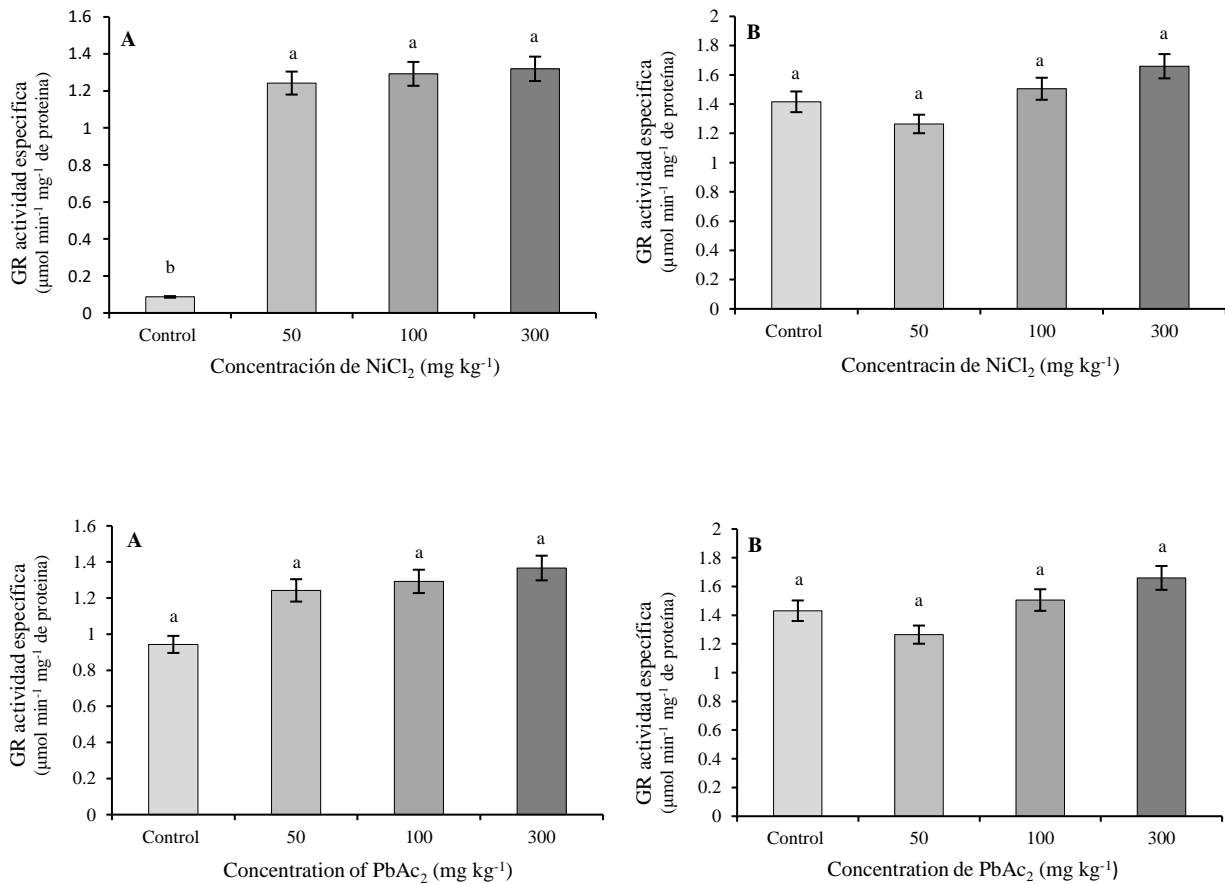 A
GR actividad especifica
(µmol min⁻¹ mg⁻¹ de proteina)
1.6
1.4
1.2
1
0.8
0.6
0.4
0.2
0
b
a
a
a
Control
50
100
300
Concentración de NiCl₂ (mg kg⁻¹)
B
GR actividad especifica
(µmol min⁻¹ mg⁻¹ de proteína)
2
1.8
1.6
1.4
1.2
1
0.8
0.6
0.4
0.2
0
a
a
a
a
Control
50
100
300
Concentracin de NiCl₂ (mg kg⁻¹)
A
GR actividad específica
(µmol min⁻¹ mg⁻¹ de proteina)
1.6
1.4
1.2
1
0.8
0.6
0.4
0.2
0
a
a
a
a
Control
50
100
300
Concentration of PbAc₂ (mg kg⁻¹)
B
GR actividad específica
(µmol min⁻¹ mg⁻¹ de proteína)
2
1.8
1.6
1.4
1.2
1
0.8
0.6
0.4
0.2
0
a
a
a
a
Control
50
100
300
Concentration de PbAc₂ (mg kg⁻¹)